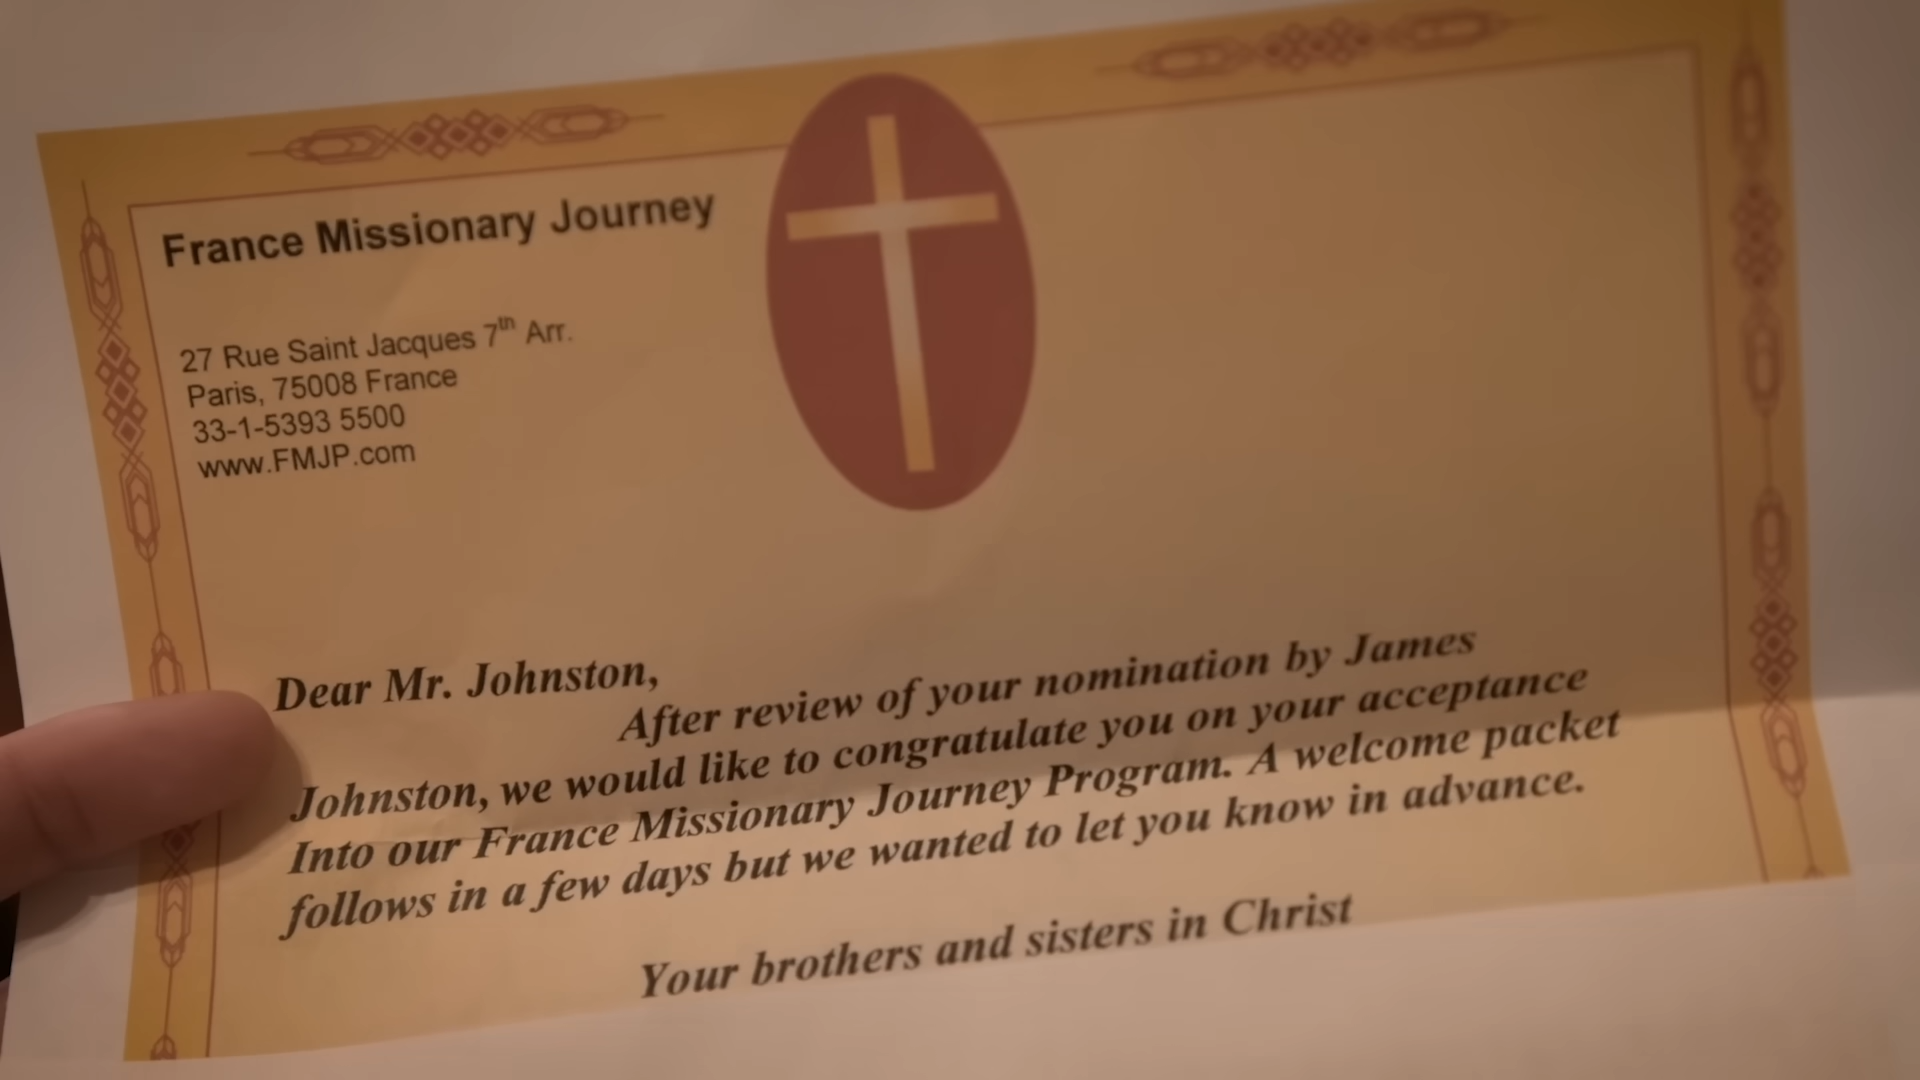 France Missionary Journey
27 Rue Saint Jacques 7th Arr.
Paris, 75008 France
33-1-5393 5500
www.FMJP.com
Dear Mr. Johnston,
After review of your nomination by James
Johnston, we would like to congratulate you on your acceptance
Into our France Missionary Journey Program. A welcome packet
follows in a few days but we wanted to let you know in advance.
Your brothers and sisters in Christ